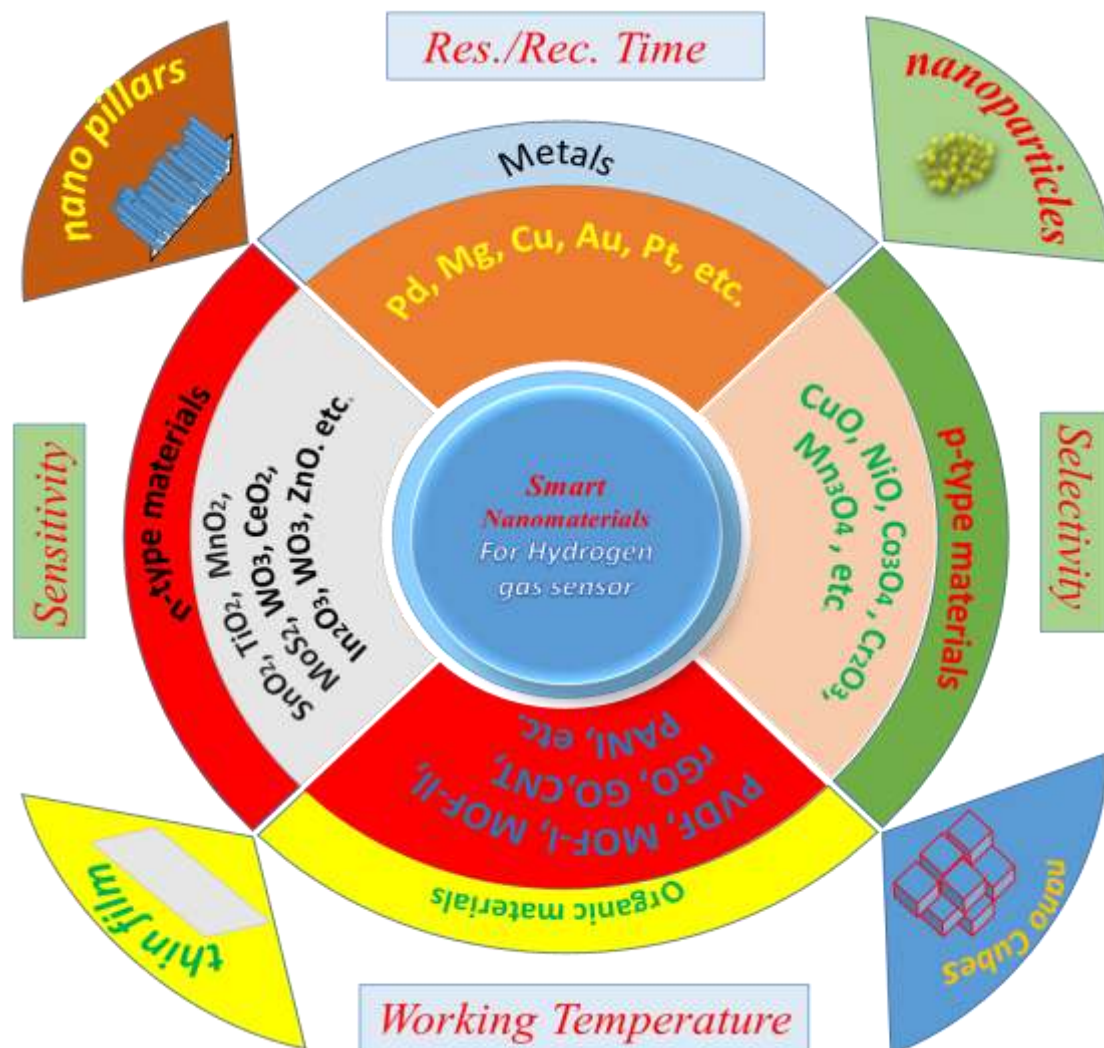 Res./Rec. Time
nano pillars
nanoparticles
Metals
Pd, Mg, Cu, Au, Pt, etc.
Sensitivity
n-type materials
SnO₂, TiO₂, MnO₂,
MoS₂, WO₃, CeO₂,
In₂O₃, WO₃, ZnO. etc.
Smart
Nanomaterials
For Hydrogen
gas sensor
CuO, NiO, Co₃O₄, Cr₂O₃,
Mn₃O₄, etc
p-type materials
Selectivity
PVDF, MOF-I, MOF-II,
rGO, GO,CNT,
PANI, etc.
Organic materials
thin film
nano Cubes
Working Temperature